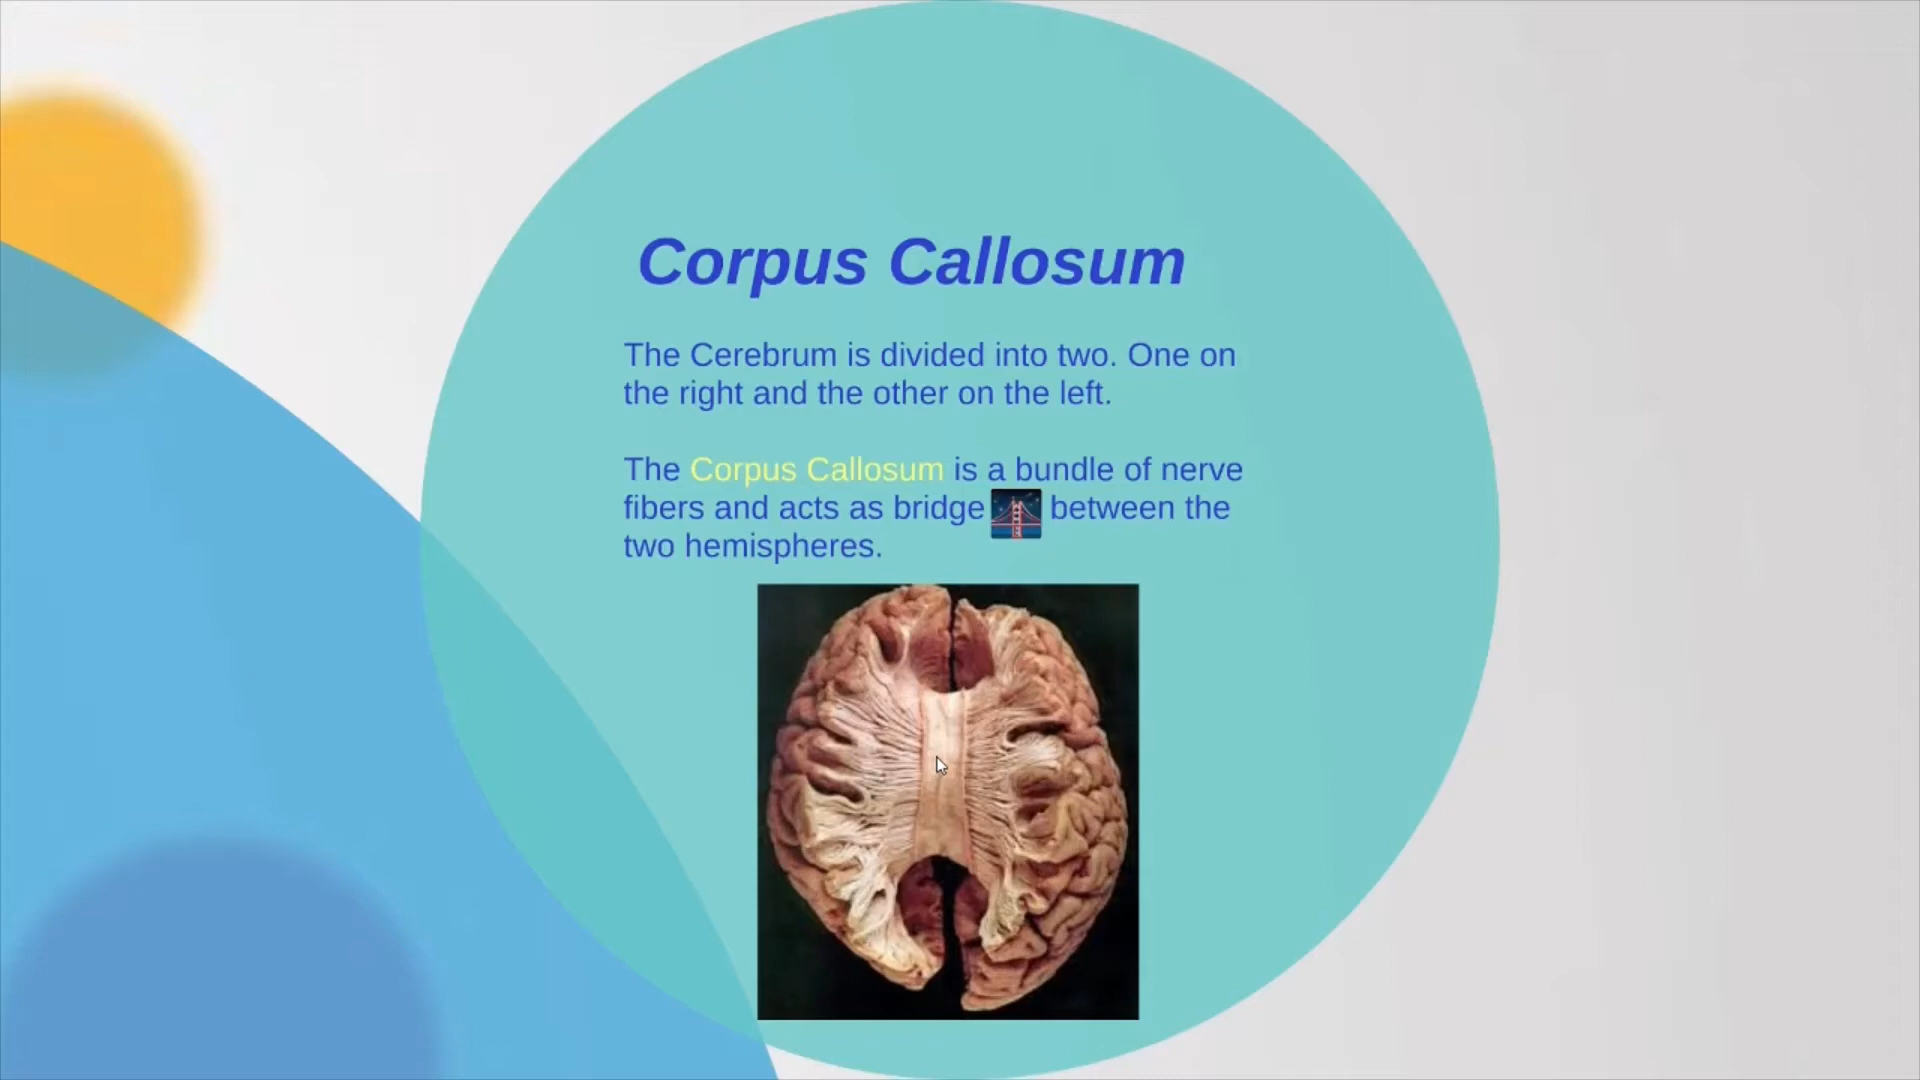 Corpus Callosum
The Cerebrum is divided into two. One on
the right and the other on the left.
The Corpus Callosum is a bundle of nerve
fibers and acts as bridge 🌉 between the
two hemispheres.